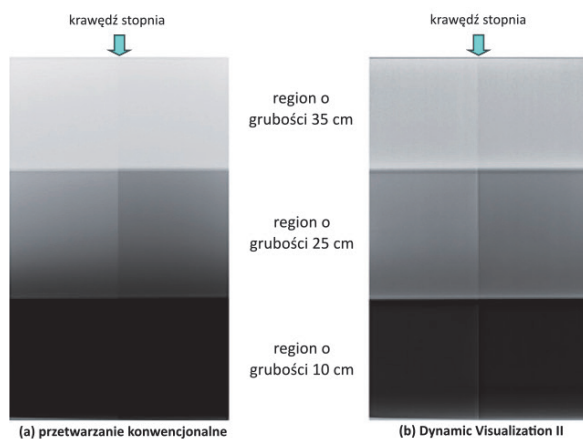 krawędź stopnia
krawędź stopnia
region o
grubości 35 cm
region o
grubości 25 cm
region o
grubości 10 cm
(a) przetwarzanie konwencjonalne
(b) Dynamic Visualization II